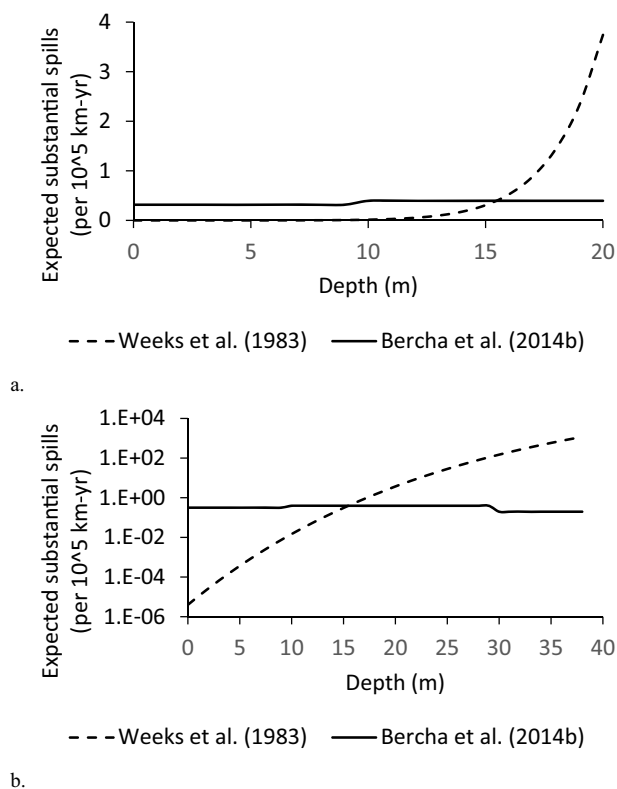 4
3
2
1
0
Expected substantial spills
(per 10^5 km-yr)
0 5 10 15 20
Depth (m)
Weeks et al. (1983) Bercha et al. (2014b)
a.
1.E+04
1.E+02
1.E+00
1.E-02
1.E-04
1.E-06
Expected substantial spills
(per 10^5 km-yr)
0 5 10 15 20 25 30 35 40
Depth (m)
Weeks et al. (1983) Bercha et al. (2014b)
b.